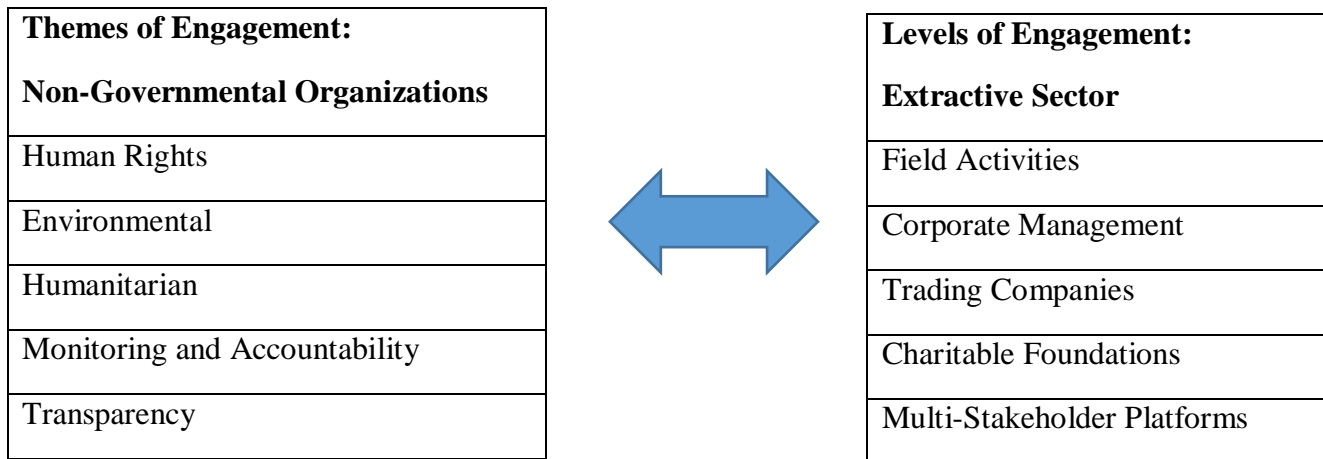 Themes of Engagement:
Non-Governmental Organizations
Human Rights
Environmental
Humanitarian
Monitoring and Accountability
Transparency
Levels of Engagement:
Extractive Sector
Field Activities
Corporate Management
Trading Companies
Charitable Foundations
Multi-Stakeholder Platforms